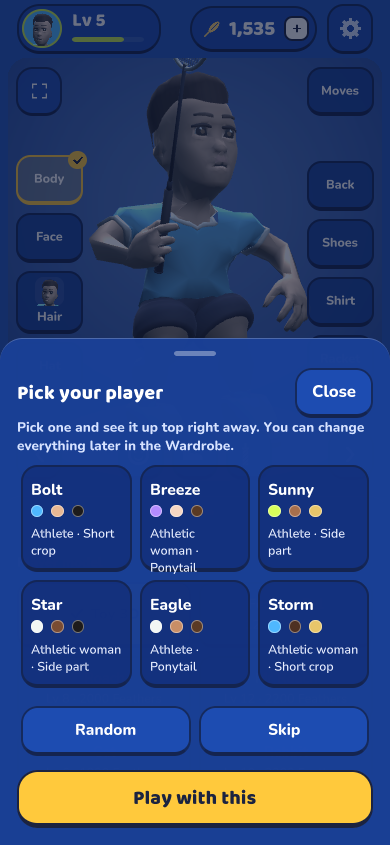 Lv 5
1,535
+
Moves
Body
Back
Face
Shoes
Hair
Shirt
Pick your player
Close
Pick one and see it up top right away. You can change
everything later in the Wardrobe.
Bolt
Athlete · Short
crop
Breeze
Athletic
woman ·
Ponytail
Sunny
Athlete · Side
part
Star
Athletic woman
· Side part
Eagle
Athlete ·
Ponytail
Storm
Athletic woman
· Short crop
Random
Skip
Play with this